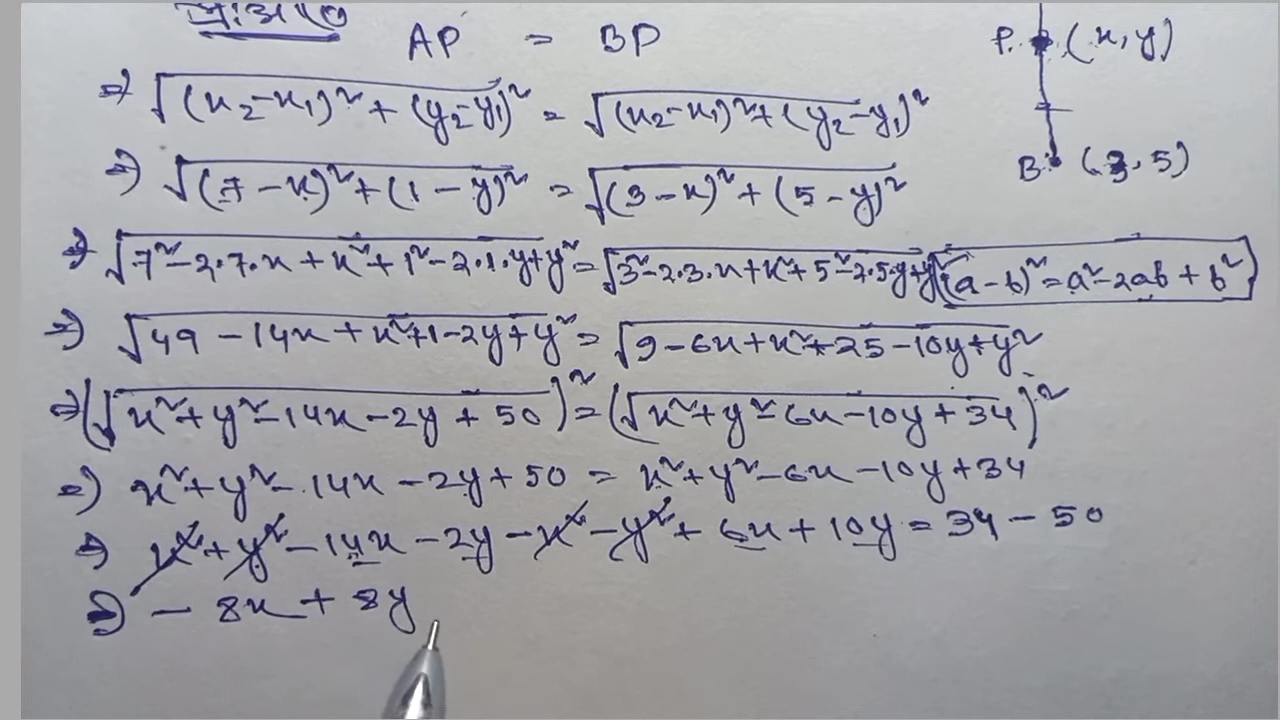 AP = BP
P. (x, y)
⇒ √(x₂-x₁)² + (y₂-y₁)² = √(x₂-x₁)² + (y₂-y₁)²
B. (3, 5)
⇒ √(7-x)² + (1-y)² = √(3-x)² + (5-y)²
⇒ √7²-2.7.x + x² + 1²-2.1.y+y² = √3²-2.3.x+x²+5²-2.5.y+y² (a-b)² = a²-2ab+b²
⇒ √49-14x+x²+1-2y+y² = √9-6x+x²+25-10y+y²
⇒ (√x²+y²-14x-2y+50)² = (√x²+y²-6x-10y+34)²
⇒ x²+y²-14x-2y+50 = x²+y²-6x-10y+34
⇒ x²+y²-14x-2y-x²-y²+6x+10y = 34-50
⇒ -8x+8y